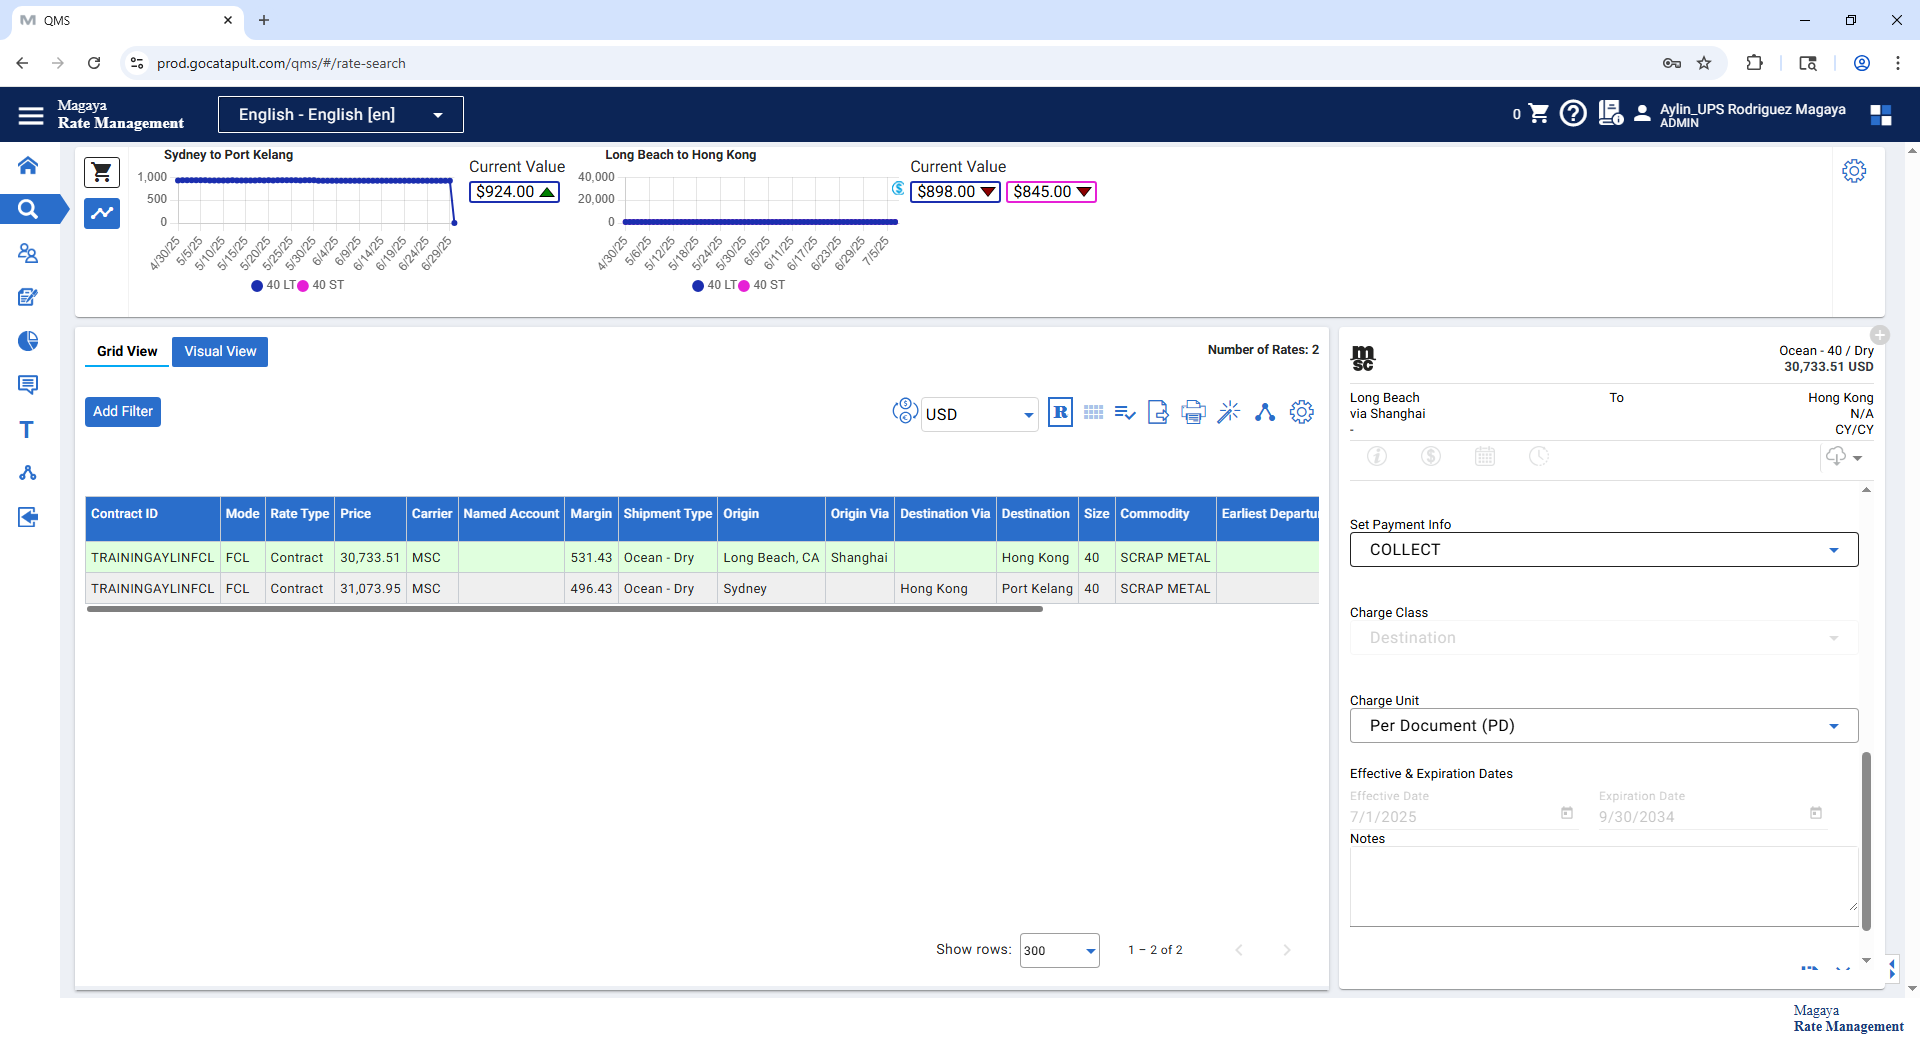 QMS
prod.gocatapult.com/qms/#/rate-search
Magaya
Rate Management
English - English [en]
0
Aylin_UPS Rodriguez Magaya
ADMIN
Sydney to Port Kelang
1,000
500
0
4/30/25 5/5/25 5/10/25 5/15/25 5/20/25 5/25/25 5/30/25 6/4/25 6/9/25 6/14/25 6/19/25 6/24/25 6/29/25
40 LT 40 ST
Current Value
$924.00
Long Beach to Hong Kong
40,000
20,000
0
4/30/25 5/6/25 5/12/25 5/18/25 5/24/25 5/30/25 6/5/25 6/11/25 6/17/25 6/23/25 6/29/25 7/5/25
40 LT 40 ST
Current Value
$898.00 $845.00
Grid View Visual View
Number of Rates: 2
Add Filter
USD
R
Contract ID Mode Rate Type Price Carrier Named Account Margin Shipment Type Origin Origin Via Destination Via Destination Size Commodity Earliest Departu
TRAININGAYLINFCL FCL Contract 30,733.51 MSC 531.43 Ocean - Dry Long Beach, CA Shanghai Hong Kong 40 SCRAP METAL
TRAININGAYLINFCL FCL Contract 31,073.95 MSC 496.43 Ocean - Dry Sydney Hong Kong Port Kelang 40 SCRAP METAL
Show rows: 300 1 – 2 of 2
msc
Ocean - 40 / Dry
30,733.51 USD
Long Beach To Hong Kong
via Shanghai N/A
- CY/CY
Set Payment Info
COLLECT
Charge Class
Destination
Charge Unit
Per Document (PD)
Effective & Expiration Dates
Effective Date Expiration Date
7/1/2025 9/30/2034
Notes
Magaya
Rate Management